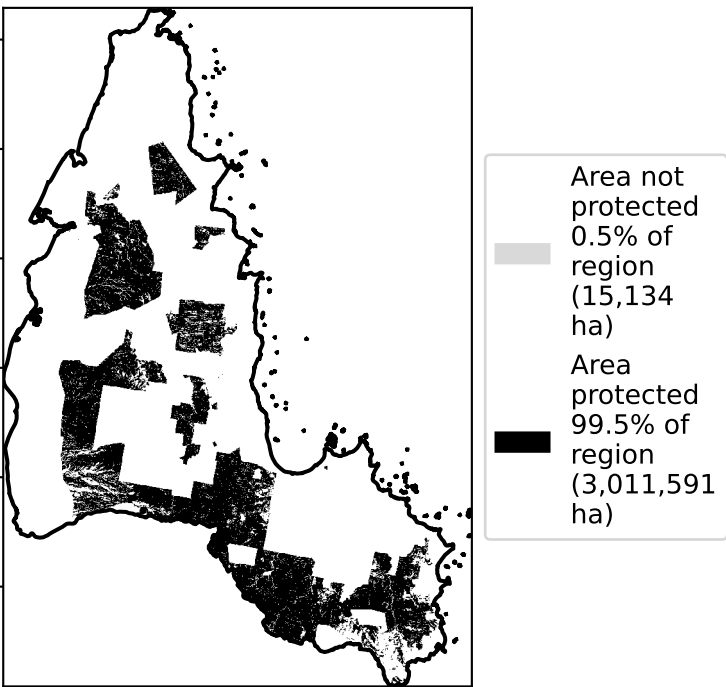 Area not
protected
0.5% of
region
(15,134
ha)
Area
protected
99.5% of
region
(3,011,591
ha)